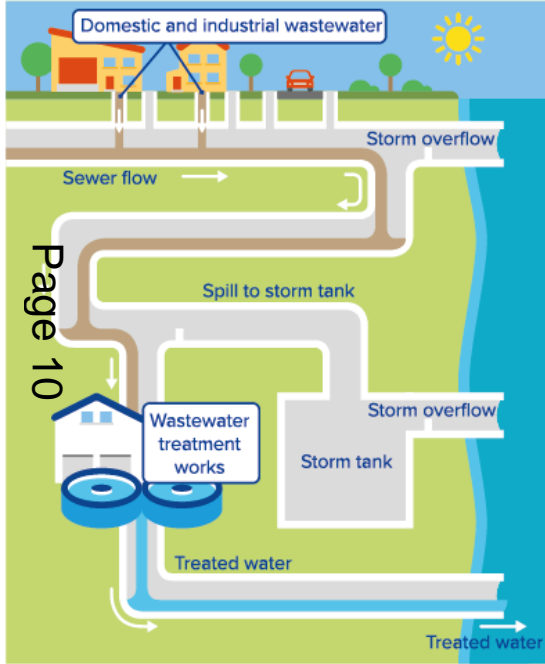 Domestic and industrial wastewater
Storm overflow
Sewer flow
Page 10
Spill to storm tank
Storm overflow
Wastewater
treatment
works
Storm tank
Treated water
Treated water